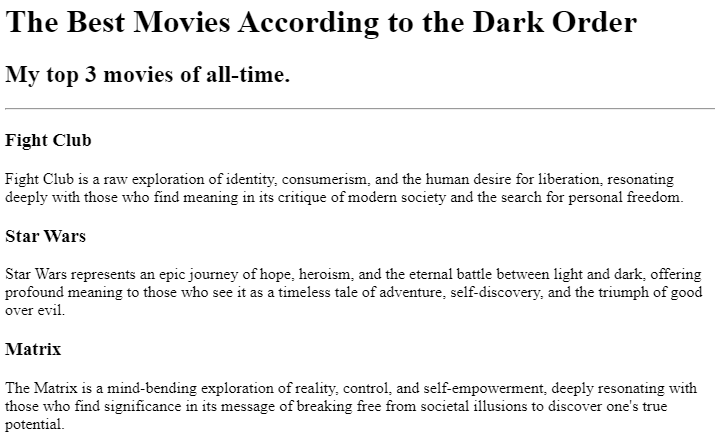 The Best Movies According to the Dark Order
My top 3 movies of all-time.
Fight Club
Fight Club is a raw exploration of identity, consumerism, and the human desire for liberation, resonating
deeply with those who find meaning in its critique of modern society and the search for personal freedom.
Star Wars
Star Wars represents an epic journey of hope, heroism, and the eternal battle between light and dark, offering
profound meaning to those who see it as a timeless tale of adventure, self-discovery, and the triumph of good
over evil.
Matrix
The Matrix is a mind-bending exploration of reality, control, and self-empowerment, deeply resonating with
those who find significance in its message of breaking free from societal illusions to discover one's true
potential.